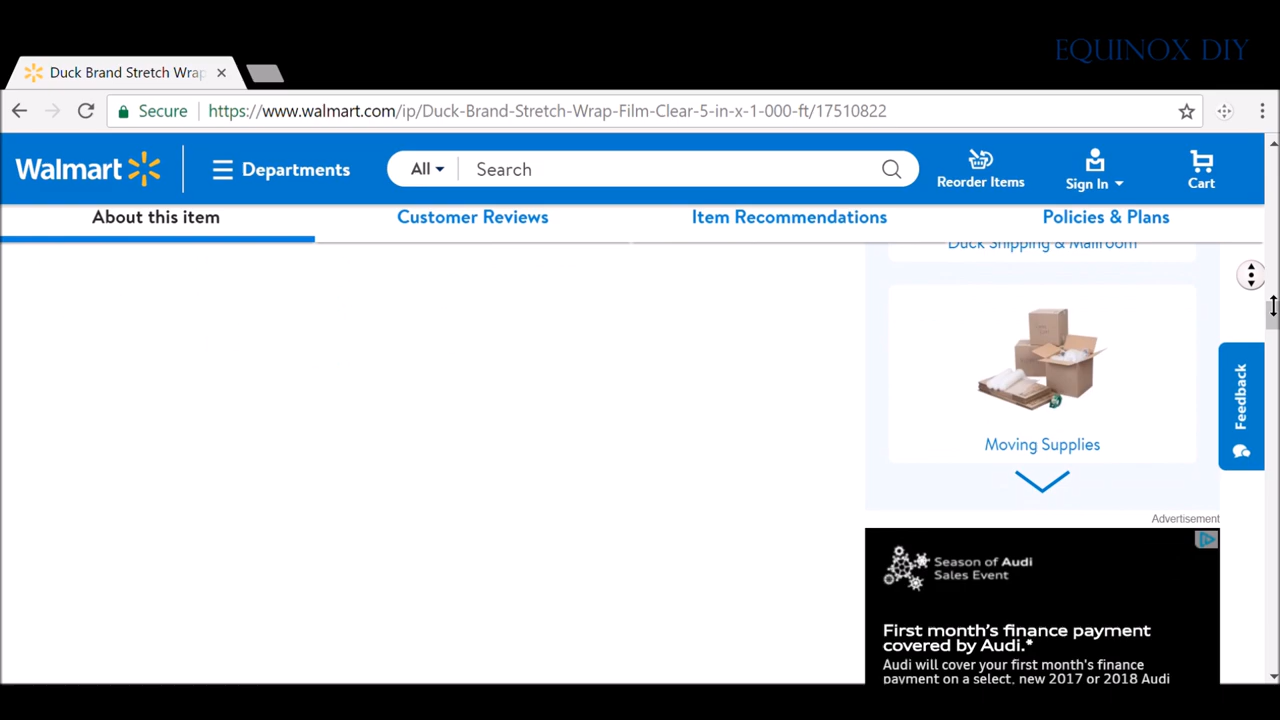 EQUINOX DIY
Duck Brand Stretch Wrap
Secure https://www.walmart.com/ip/Duck-Brand-Stretch-Wrap-Film-Clear-5-in-x-1-000-ft/17510822
Walmart Departments All Search Reorder Items Sign In Cart
About this item Customer Reviews Item Recommendations Policies & Plans
Duck Shipping & Mailroom
Feedback
Moving Supplies
Advertisement
Season of Audi
Sales Event
First month's finance payment
covered by Audi.*
Audi will cover your first month's finance
payment on a select, new 2017 or 2018 Audi